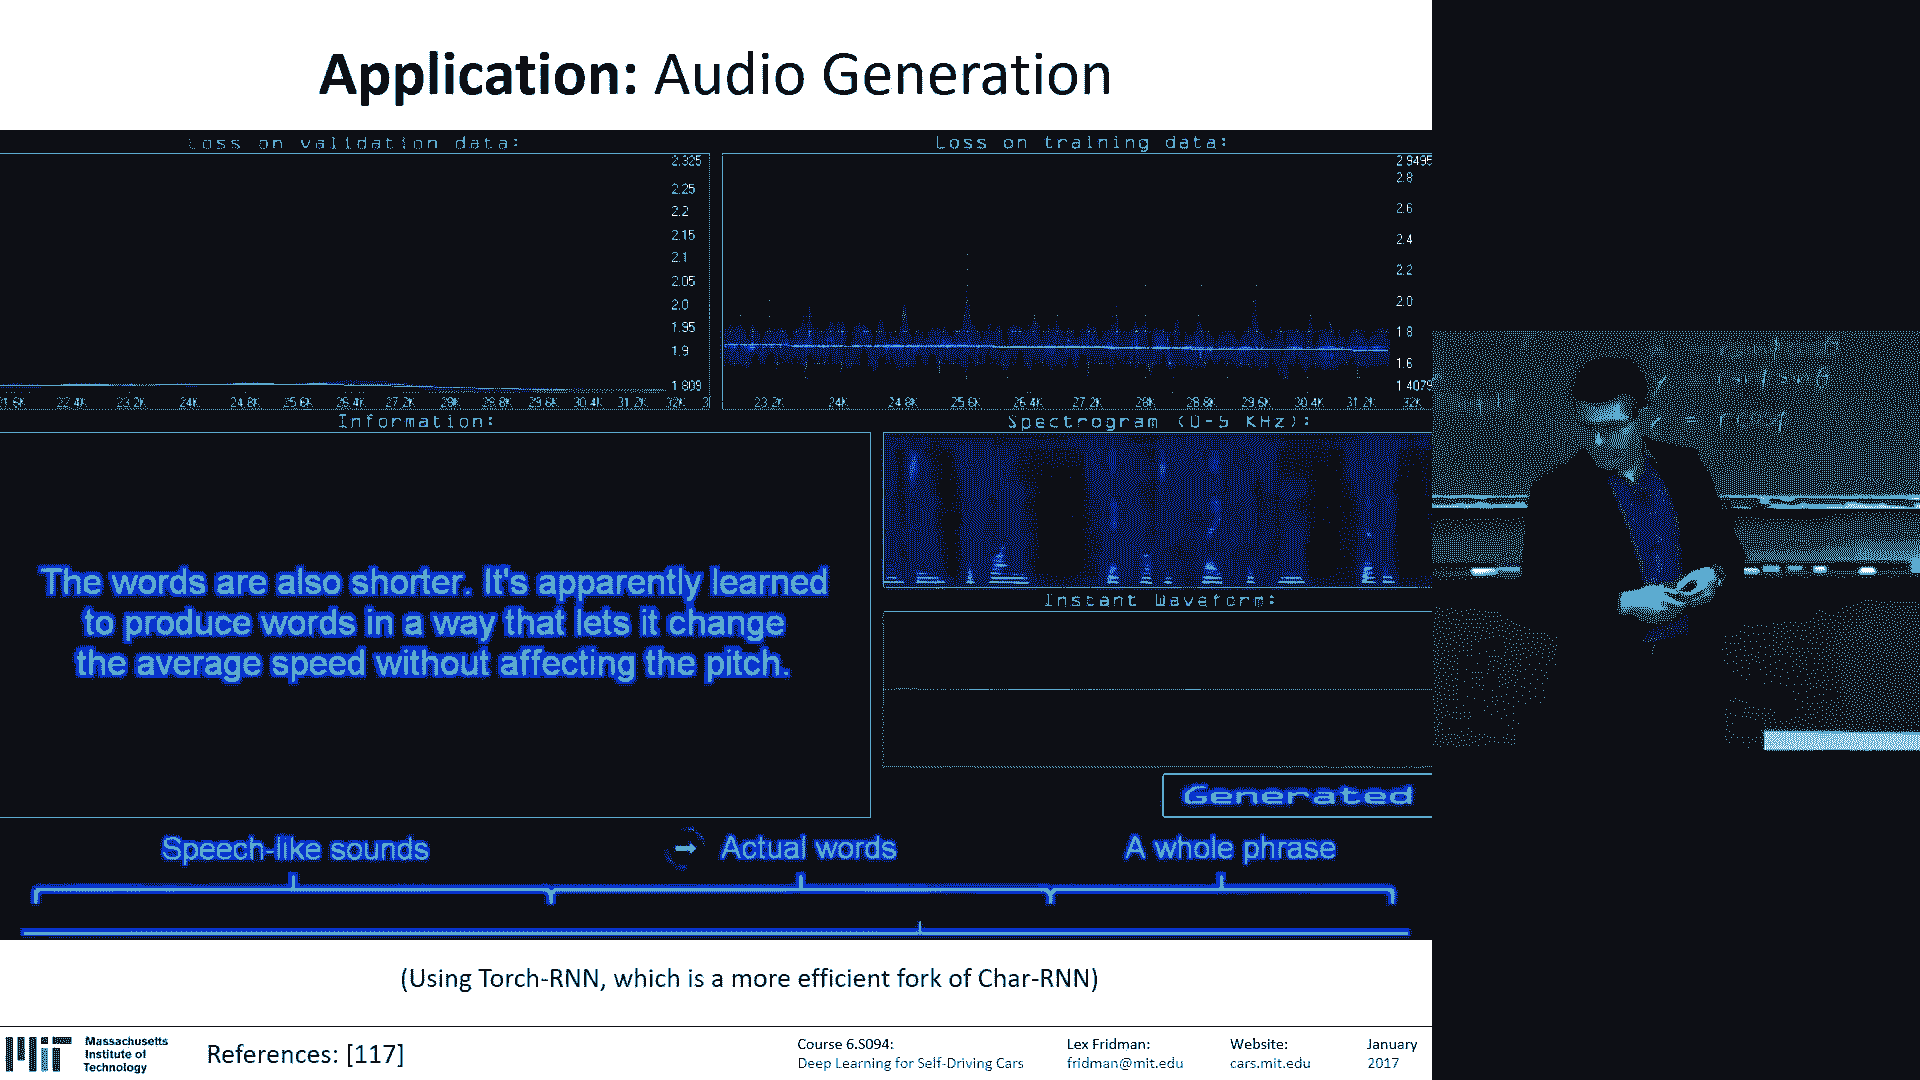 Application: Audio Generation
Loss on validation data:
2.325
2.25
2.2
2.15
2.1
2.05
2.0
1.95
1.9
1.809
22.4K 23.2K 24K 24.8K 25.6K 26.4K 27.2K 28K 28.8K 29.6K 30.4K 31.2K 32K
Loss on training data:
2.9495
2.8
2.6
2.4
2.2
2.0
1.8
1.6
1.4079
23.2K 24K 24.8K 25.6K 26.4K 27.2K 28K 28.8K 29.6K 30.4K 31.2K 32K
Information:
The words are also shorter. It's apparently learned
to produce words in a way that lets it change
the average speed without affecting the pitch.
Spectrogram (0-5 KHz):
Instant Waveform:
Generated
Speech-like sounds
Actual words
A whole phrase
(Using Torch-RNN, which is a more efficient fork of Char-RNN)
MIT
Massachusetts
Institute of
Technology
References: [117]
Course 6.S094:
Deep Learning for Self-Driving Cars
Lex Fridman:
fridman@mit.edu
Website:
cars.mit.edu
January
2017